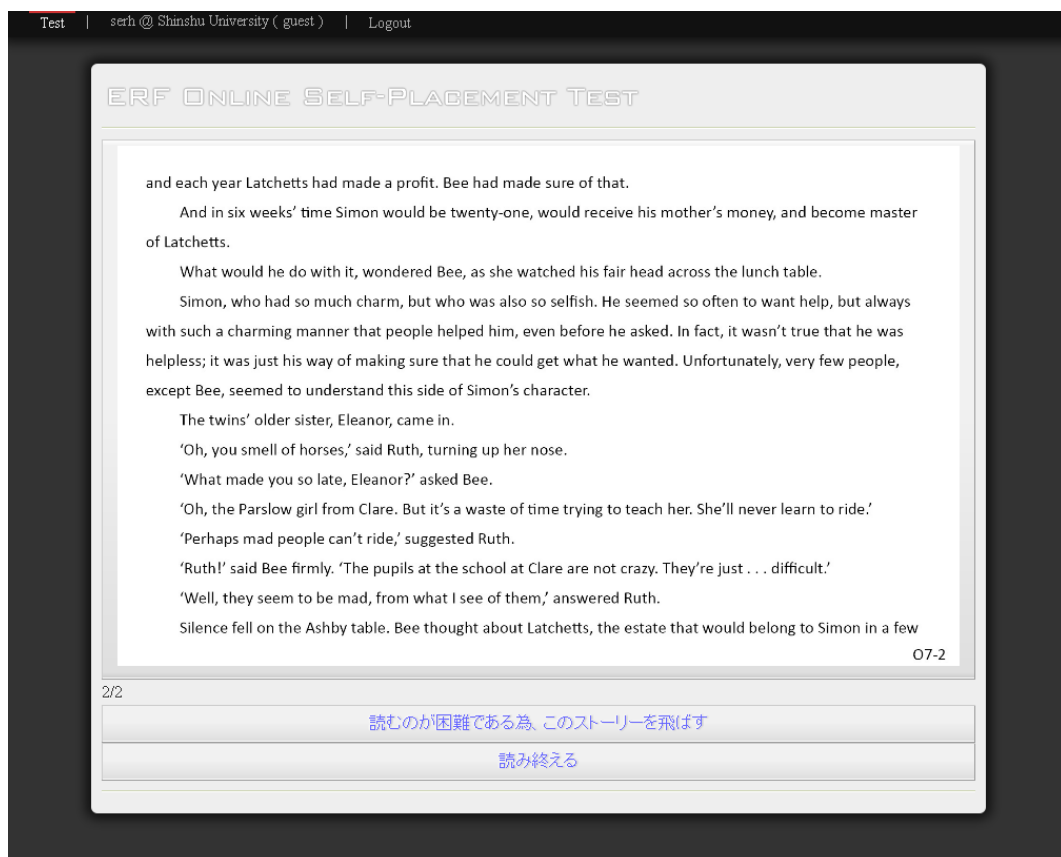 Test | serh @ Shinshu University ( guest ) | Logout
ERF Online Self-Placement Test
and each year Latchetts had made a profit. Bee had made sure of that.
And in six weeks’ time Simon would be twenty-one, would receive his mother’s money, and become master
of Latchetts.
What would he do with it, wondered Bee, as she watched his fair head across the lunch table.
Simon, who had so much charm, but who was also so selfish. He seemed so often to want help, but always
with such a charming manner that people helped him, even before he asked. In fact, it wasn’t true that he was
helpless; it was just his way of making sure that he could get what he wanted. Unfortunately, very few people,
except Bee, seemed to understand this side of Simon’s character.
The twins’ older sister, Eleanor, came in.
‘Oh, you smell of horses,’ said Ruth, turning up her nose.
‘What made you so late, Eleanor?’ asked Bee.
‘Oh, the Parslow girl from Clare. But it’s a waste of time trying to teach her. She’ll never learn to ride.’
‘Perhaps mad people can’t ride,’ suggested Ruth.
‘Ruth!’ said Bee firmly. ‘The pupils at the school at Clare are not crazy. They’re just . . . difficult.’
‘Well, they seem to be mad, from what I see of them,’ answered Ruth.
Silence fell on the Ashby table. Bee thought about Latchetts, the estate that would belong to Simon in a few
O7-2
2/2
読むのが困難である為、このストーリーを飛ばす
読み終える